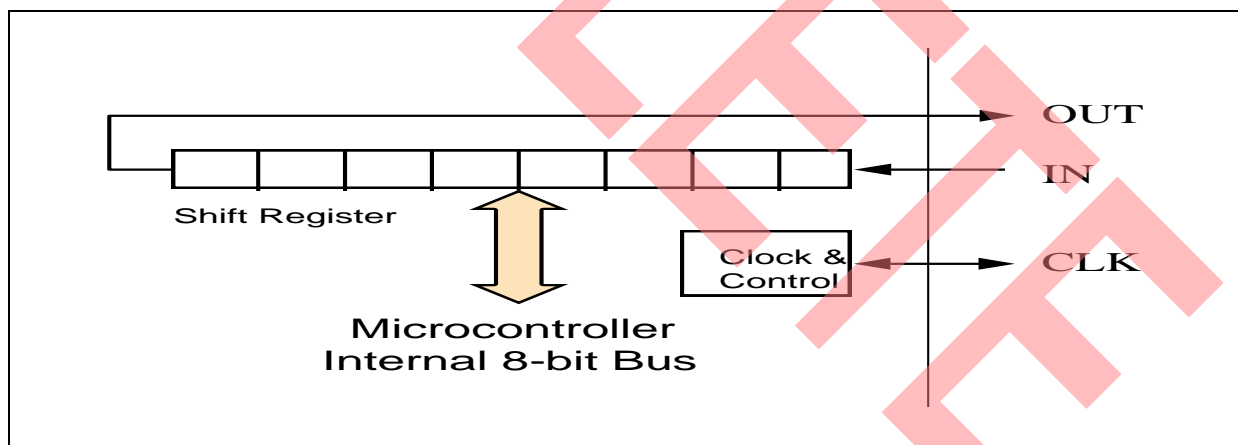 OUT
IN
Shift Register
Clock &
Control
CLK
Microcontroller
Internal 8-bit Bus